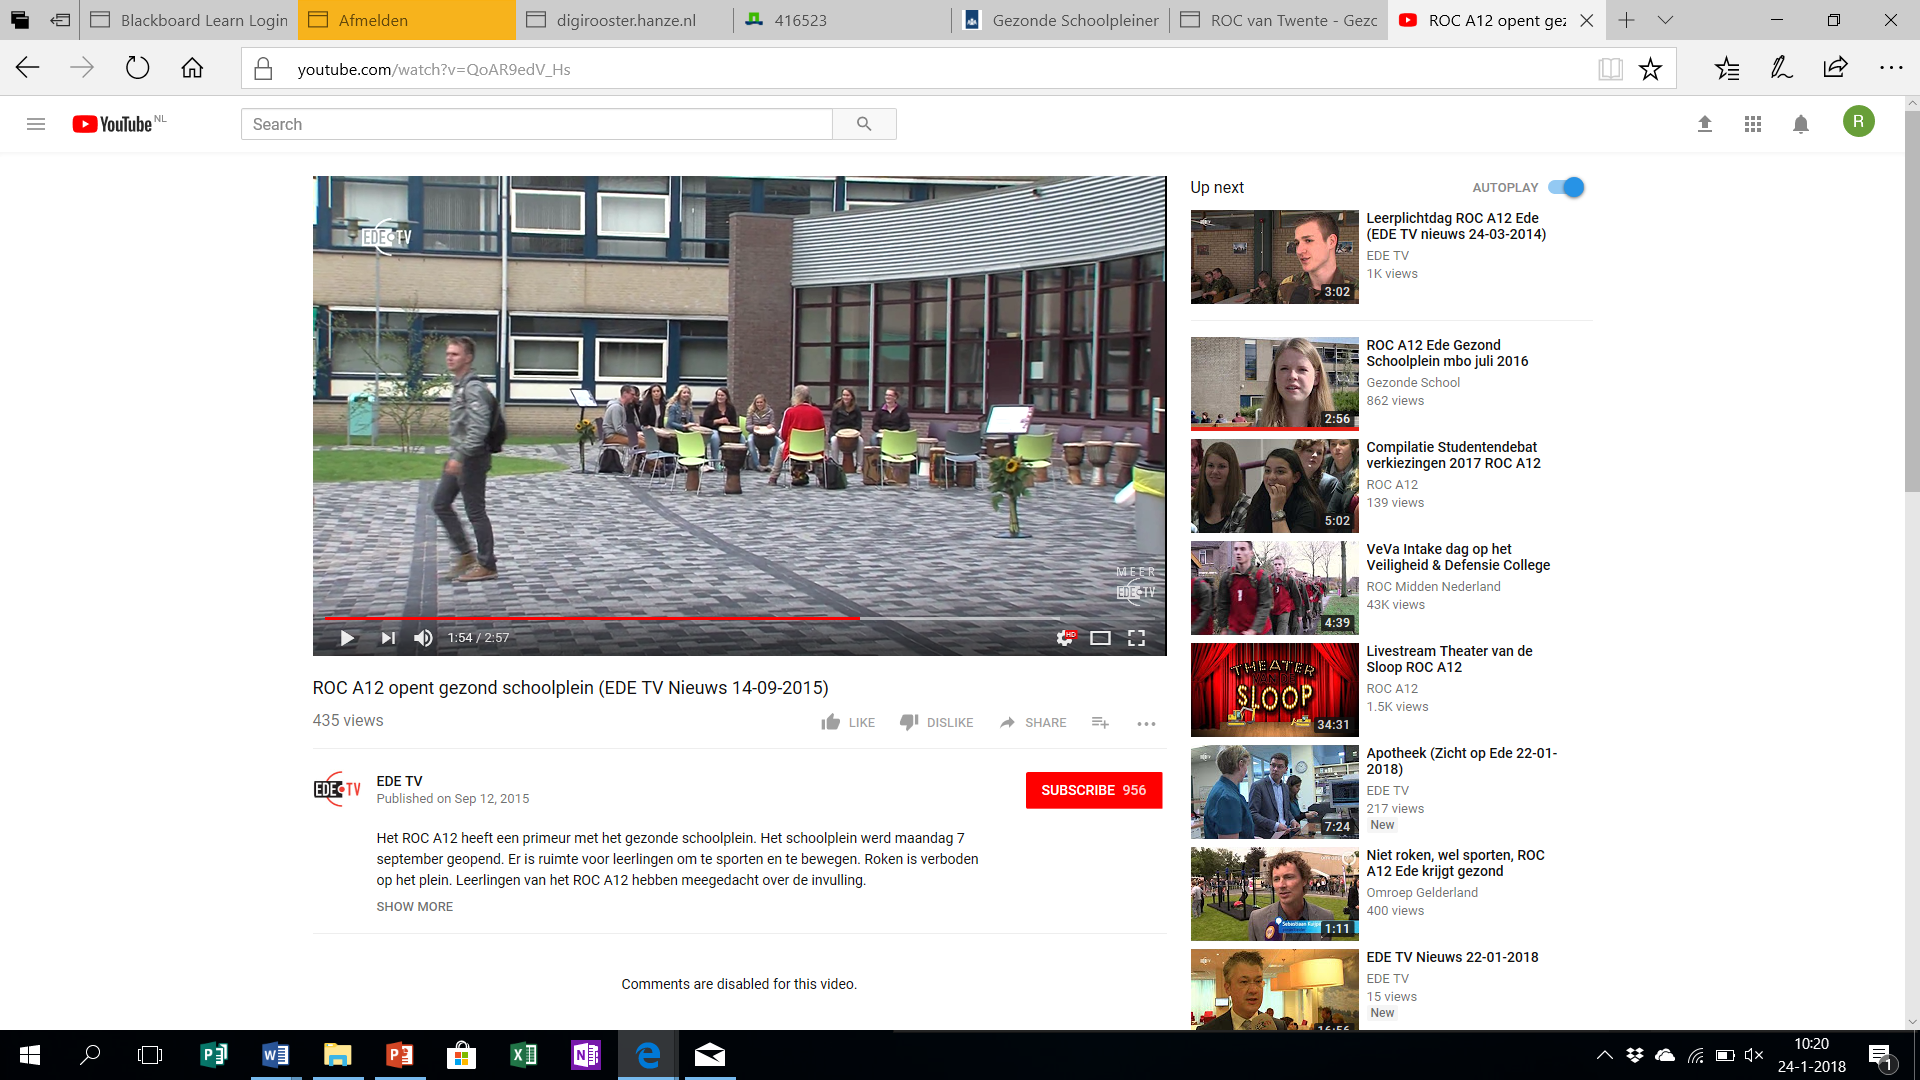 Blackboard Learn Login
Afmelden
digirooster.hanze.nl
416523
Gezonde Schoolpleiner
ROC van Twente - Gezc
ROC A12 opent gez
youtube.com/watch?v=QoAR9edV_Hs
YouTube NL
Search
R
EDE TV
MEER
EDE TV
1:54 / 2:57
HD
ROC A12 opent gezond schoolplein (EDE TV Nieuws 14-09-2015)
435 views
LIKE
DISLIKE
SHARE
EDE TV
EDE TV
Published on Sep 12, 2015
SUBSCRIBE 956
Het ROC A12 heeft een primeur met het gezonde schoolplein. Het schoolplein werd maandag 7
september geopend. Er is ruimte voor leerlingen om te sporten en te bewegen. Roken is verboden
op het plein. Leerlingen van het ROC A12 hebben meegedacht over de invulling.
SHOW MORE
Comments are disabled for this video.
Up next
AUTOPLAY
3:02
Leerplichtdag ROC A12 Ede
(EDE TV nieuws 24-03-2014)
EDE TV
1K views
2:56
ROC A12 Ede Gezond
Schoolplein mbo juli 2016
Gezonde School
862 views
5:02
Compilatie Studentendebat
verkiezingen 2017 ROC A12
ROC A12
139 views
4:39
VeVa Intake dag op het
Veiligheid & Defensie College
ROC Midden Nederland
43K views
THEATER
VAN DE
SLOOP
34:31
Livestream Theater van de
Sloop ROC A12
ROC A12
1.5K views
7:24
Apotheek (Zicht op Ede 22-01-
2018)
EDE TV
217 views
New
1:11
Niet roken, wel sporten, ROC
A12 Ede krijgt gezond
Omroep Gelderland
400 views
16:56
EDE TV Nieuws 22-01-2018
EDE TV
15 views
New
10:20
24-1-2018
1